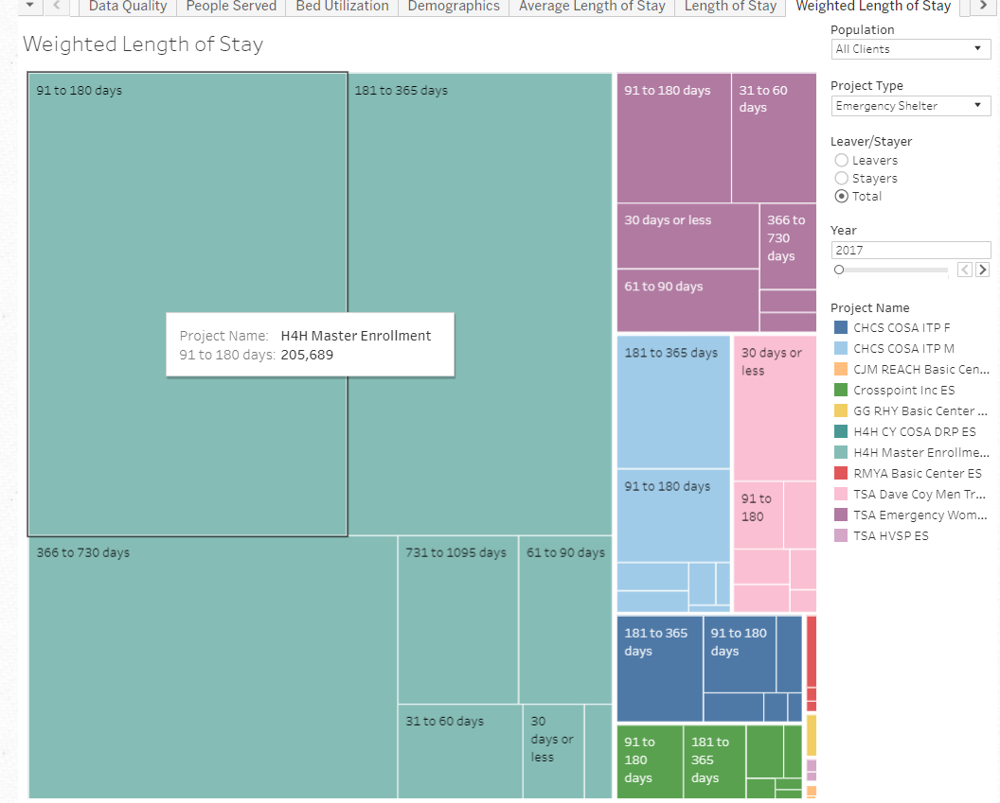 Data Quality
People Served
Bed Utilization
Demographics
Average Length of Stay
Length of Stay
Weighted Length of Stay
Weighted Length of Stay
91 to 180 days
181 to 365 days
Project Name: H4H Master Enrollment
91 to 180 days: 205,689
366 to 730 days
731 to 1095 days
61 to 90 days
31 to 60 days
30
days or
less
91 to 180 days
31 to 60
days
30 days or less
366 to
730
days
61 to 90 days
181 to 365 days
91 to 180 days
30 days or
less
91 to
180
181 to 365
days
91 to 180
days
91 to
180
days
181 to
365
days
Population
All Clients
Project Type
Emergency Shelter
Leaver/Stayer
Leavers
Stayers
Total
Year
2017
Project Name
CHCS COSA ITP F
CHCS COSA ITP M
CJM REACH Basic Cen...
Crosspoint Inc ES
GG RHY Basic Center ...
H4H CY COSA DRP ES
H4H Master Enrollme...
RMYA Basic Center ES
TSA Dave Coy Men Tr...
TSA Emergency Wom...
TSA HVSP ES